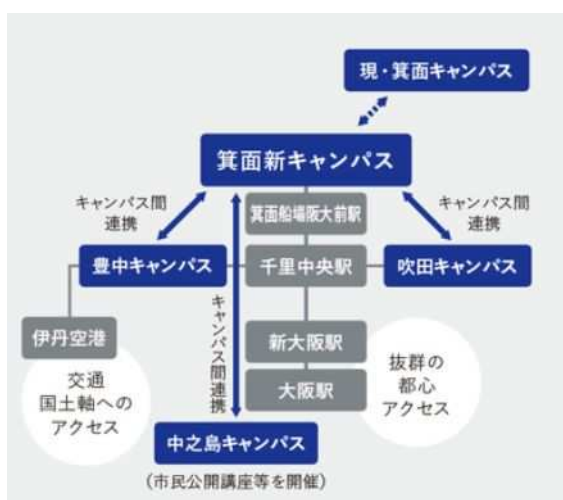 現・箕面キャンパス
箕面新キャンパス
キャンパス間
連携
箕面船場阪大前駅
キャンパス間
連携
豊中キャンパス
千里中央駅
吹田キャンパス
キャンパス間連携
伊丹空港
新大阪駅
抜群の
都心
アクセス
交通
国土軸への
アクセス
大阪駅
中之島キャンパス
(市民公開講座等を開催)